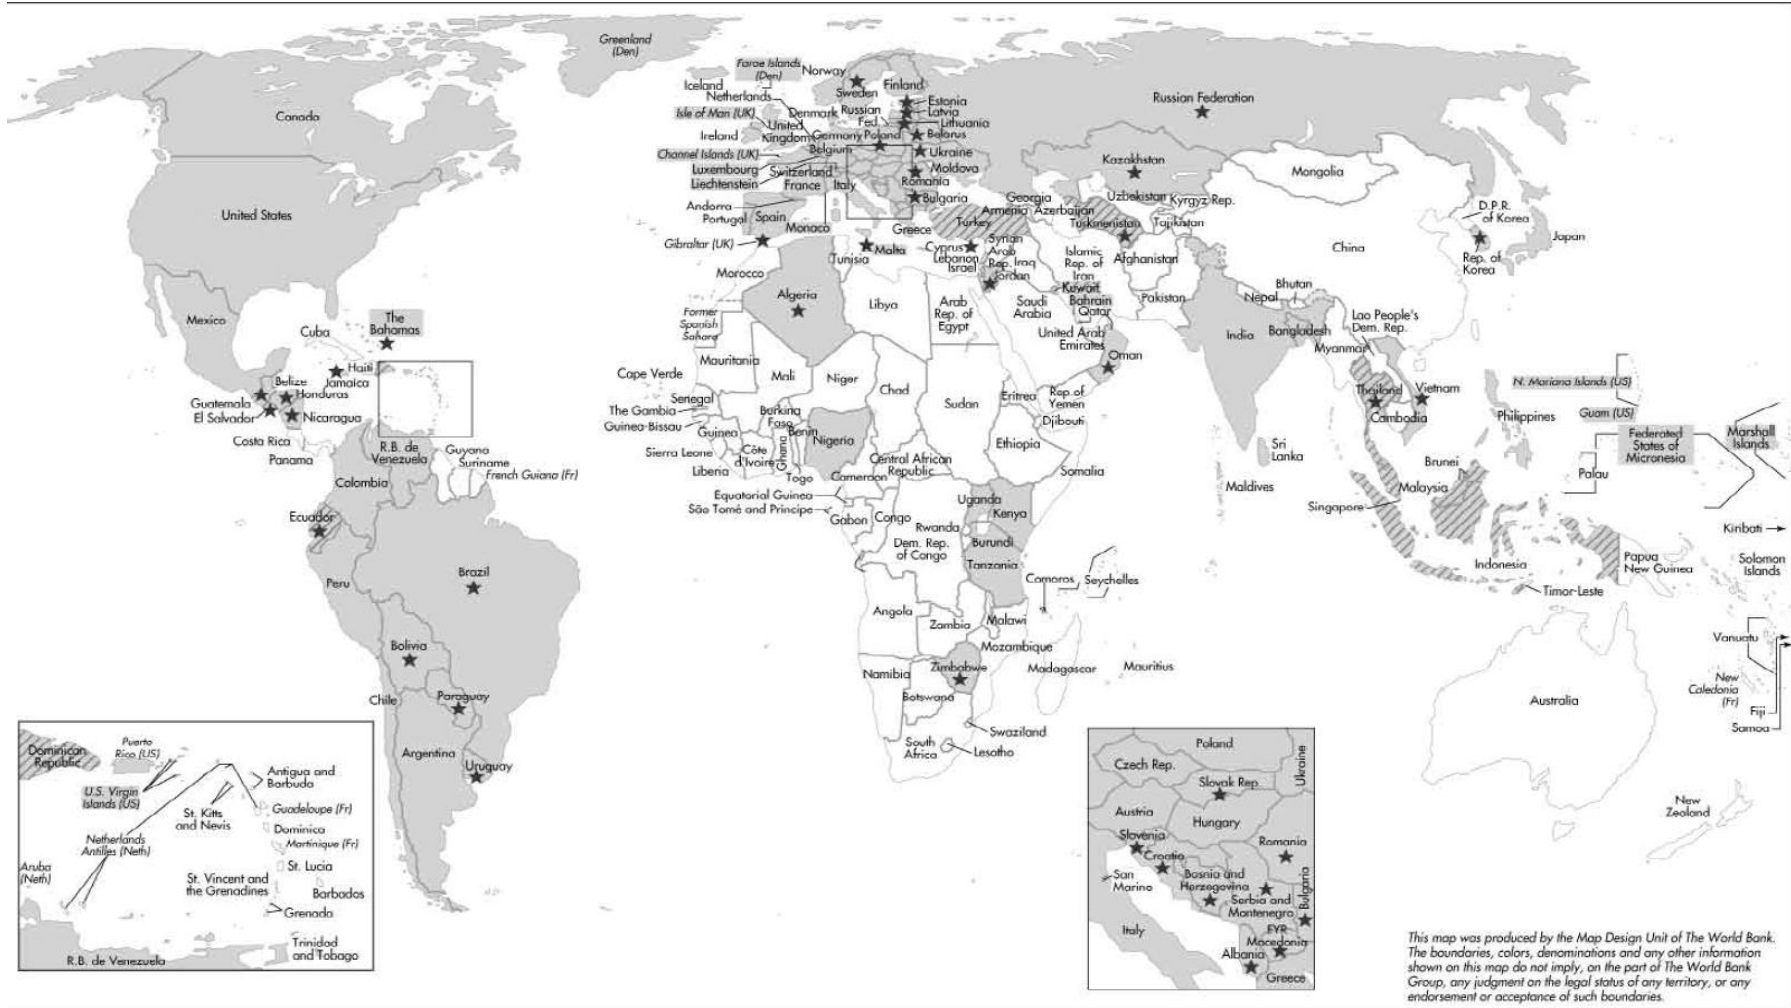 Greenland
(Den)
Canada
United States
Mexico
Cuba
The
Bahamas
Haiti
Jamaica
Belize
Honduras
Guatemala
El Salvador
Nicaragua
Costa Rica
Panama
R.B. de
Venezuela
Guyana
Suriname
French Guiana (Fr)
Colombia
Ecuador
Peru
Brazil
Bolivia
Chile
Paraguay
Argentina
Uruguay
Faroe Islands
(Den)
Norway
Iceland
Netherlands
Sweden
Finland
Isle of Man (UK)
Denmark
Russian
Fed.
Estonia
Latvia
Lithuania
Ireland
United
Kingdom
Germany
Poland
Belarus
Channel Islands (UK)
Belgium
Ukraine
Luxembourg
Switzerland
Moldova
Liechtenstein
France
Italy
Romania
Andorra
Bulgaria
Portugal
Spain
Monaco
Greece
Gibraltar (UK)
Malta
Tunisia
Cyprus
Lebanon
Israel
Turkey
Georgia
Armenia
Azerbaijan
Syrian
Arab
Rep.
Iraq
Jordan
Islamic
Rep. of
Iran
Kuwait
Bahrain
Qatar
Saudi
Arabia
United Arab
Emirates
Oman
Rep. of
Yemen
Russian Federation
Kazakhstan
Uzbekistan
Kyrgyz Rep.
Turkmenistan
Tajikistan
Afghanistan
Pakistan
Mongolia
China
D.P.R.
of Korea
Rep. of
Korea
Japan
Nepal
Bhutan
India
Bangladesh
Myanmar
Lao People's
Dem. Rep.
Thailand
Vietnam
Cambodia
Sri
Lanka
Maldives
Philippines
Brunei
Malaysia
Singapore
Indonesia
Timor-Leste
Papua
New Guinea
N. Mariana Islands (US)
Guam (US)
Federated
States of
Micronesia
Marshall
Islands
Palau
Kiribati
Solomon
Islands
Vanuatu
New
Caledonia
(Fr)
Fiji
Samoa
Australia
New
Zealand
Morocco
Algeria
Libya
Arab
Rep. of
Egypt
Former
Spanish
Sahara
Mauritania
Cape Verde
Mali
Niger
Chad
Sudan
Eritrea
Djibouti
Senegal
The Gambia
Guinea-Bissau
Guinea
Sierra Leone
Liberia
Côte
d'Ivoire
Burkina
Faso
Ghana
Togo
Benin
Nigeria
Cameroon
Central African
Republic
Ethiopia
Somalia
Equatorial Guinea
São Tomé and Principe
Gabon
Congo
Uganda
Kenya
Rwanda
Burundi
Dem. Rep.
of Congo
Tanzania
Comoros
Seychelles
Angola
Zambia
Malawi
Mozambique
Zimbabwe
Madagascar
Mauritius
Namibia
Botswana
Swaziland
Lesotho
South
Africa
Dominican
Republic
Puerto
Rico (US)
U.S. Virgin
Islands (US)
Antigua and
Barbuda
St. Kitts
and Nevis
Guadeloupe (Fr)
Dominica
Martinique (Fr)
Netherlands
Antilles (Neth)
Aruba
(Neth)
St. Lucia
St. Vincent and
the Grenadines
Barbados
Grenada
Trinidad
and Tobago
R.B. de Venezuela
Poland
Czech Rep.
Ukraine
Slovak Rep.
Austria
Hungary
Slovenia
Croatia
Romania
San
Marino
Bosnia and
Herzegovina
Serbia and
Montenegro
Bulgaria
Italy
FYR
Macedonia
Albania
Greece
This map was produced by the Map Design Unit of The World Bank.
The boundaries, colors, denominations and any other information
shown on this map do not imply, on the part of The World Bank
Group, any judgment on the legal status of any territory, or any
endorsement or acceptance of such boundaries.